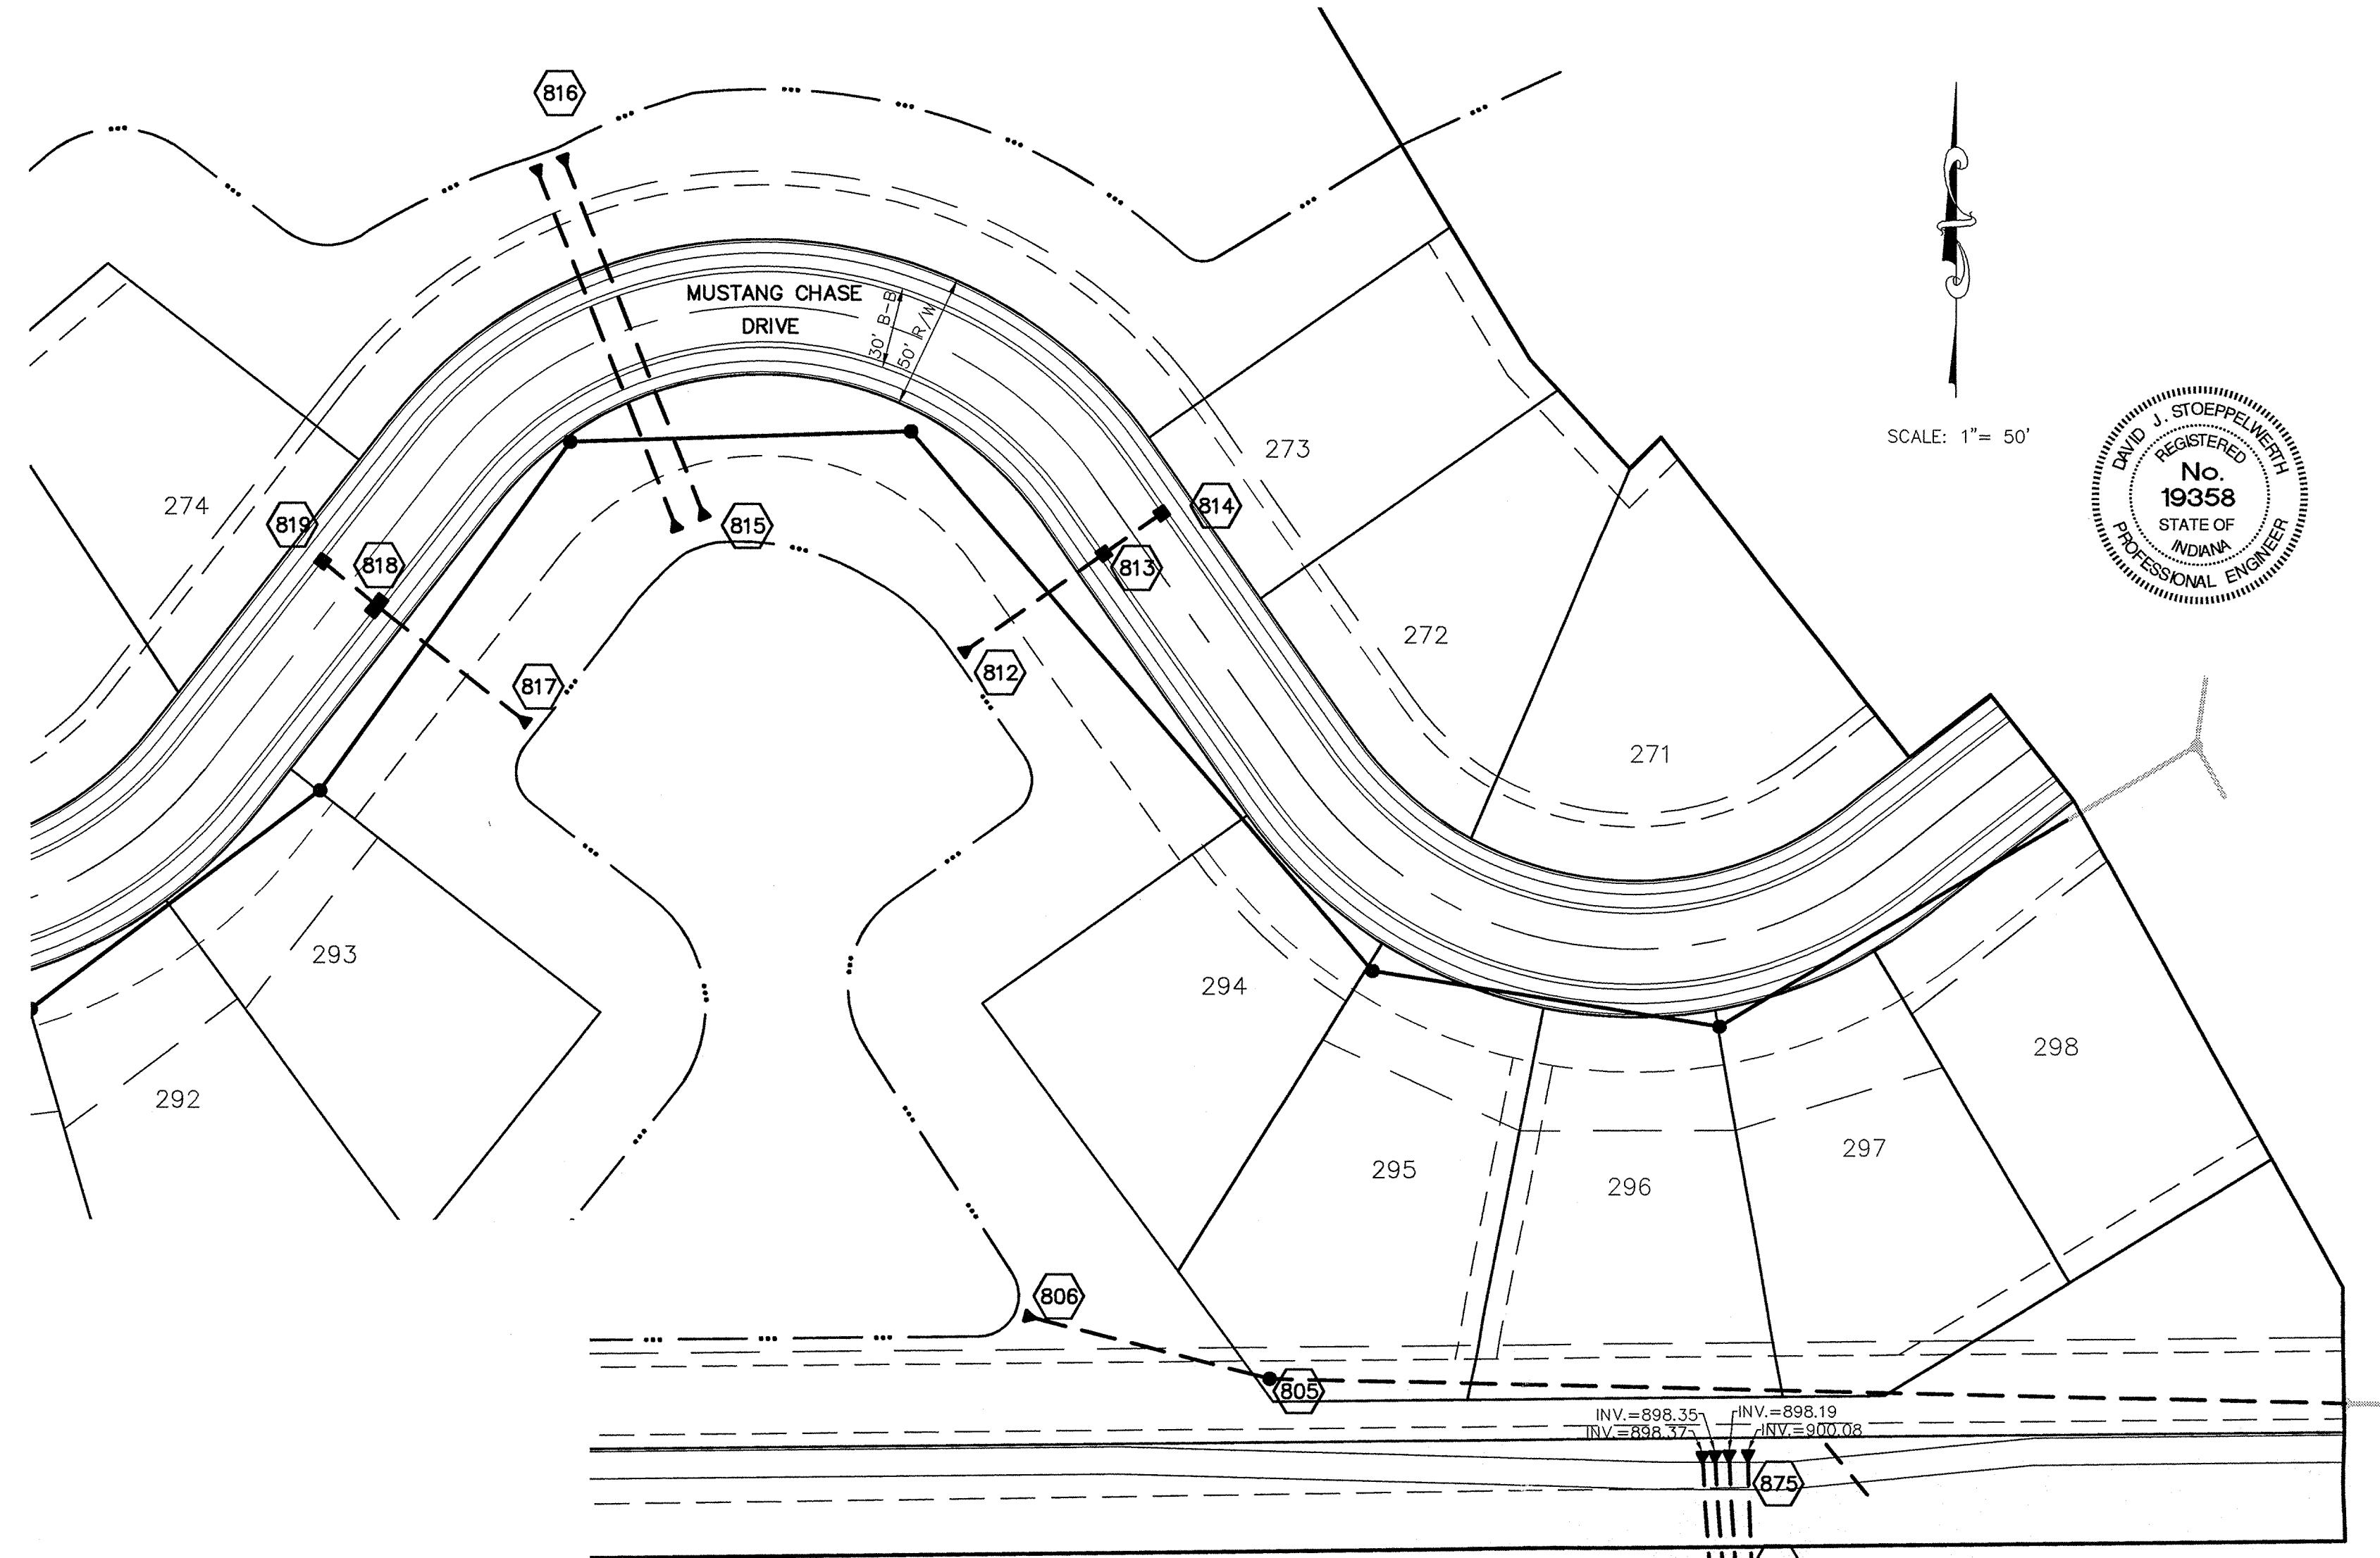 816
MUSTANG CHASE
DRIVE
30' B-B
50' R/W
SCALE: 1"= 50'
DAVID J. STOEPPELWERTH
REGISTERED
No.
19358
STATE OF
INDIANA
PROFESSIONAL ENGINEER
273
274
819
818
815
814
813
812
817
272
271
293
294
292
298
295
296
297
806
805
INV.=898.35
INV.=898.19
INV.=898.37
INV.=900.08
875